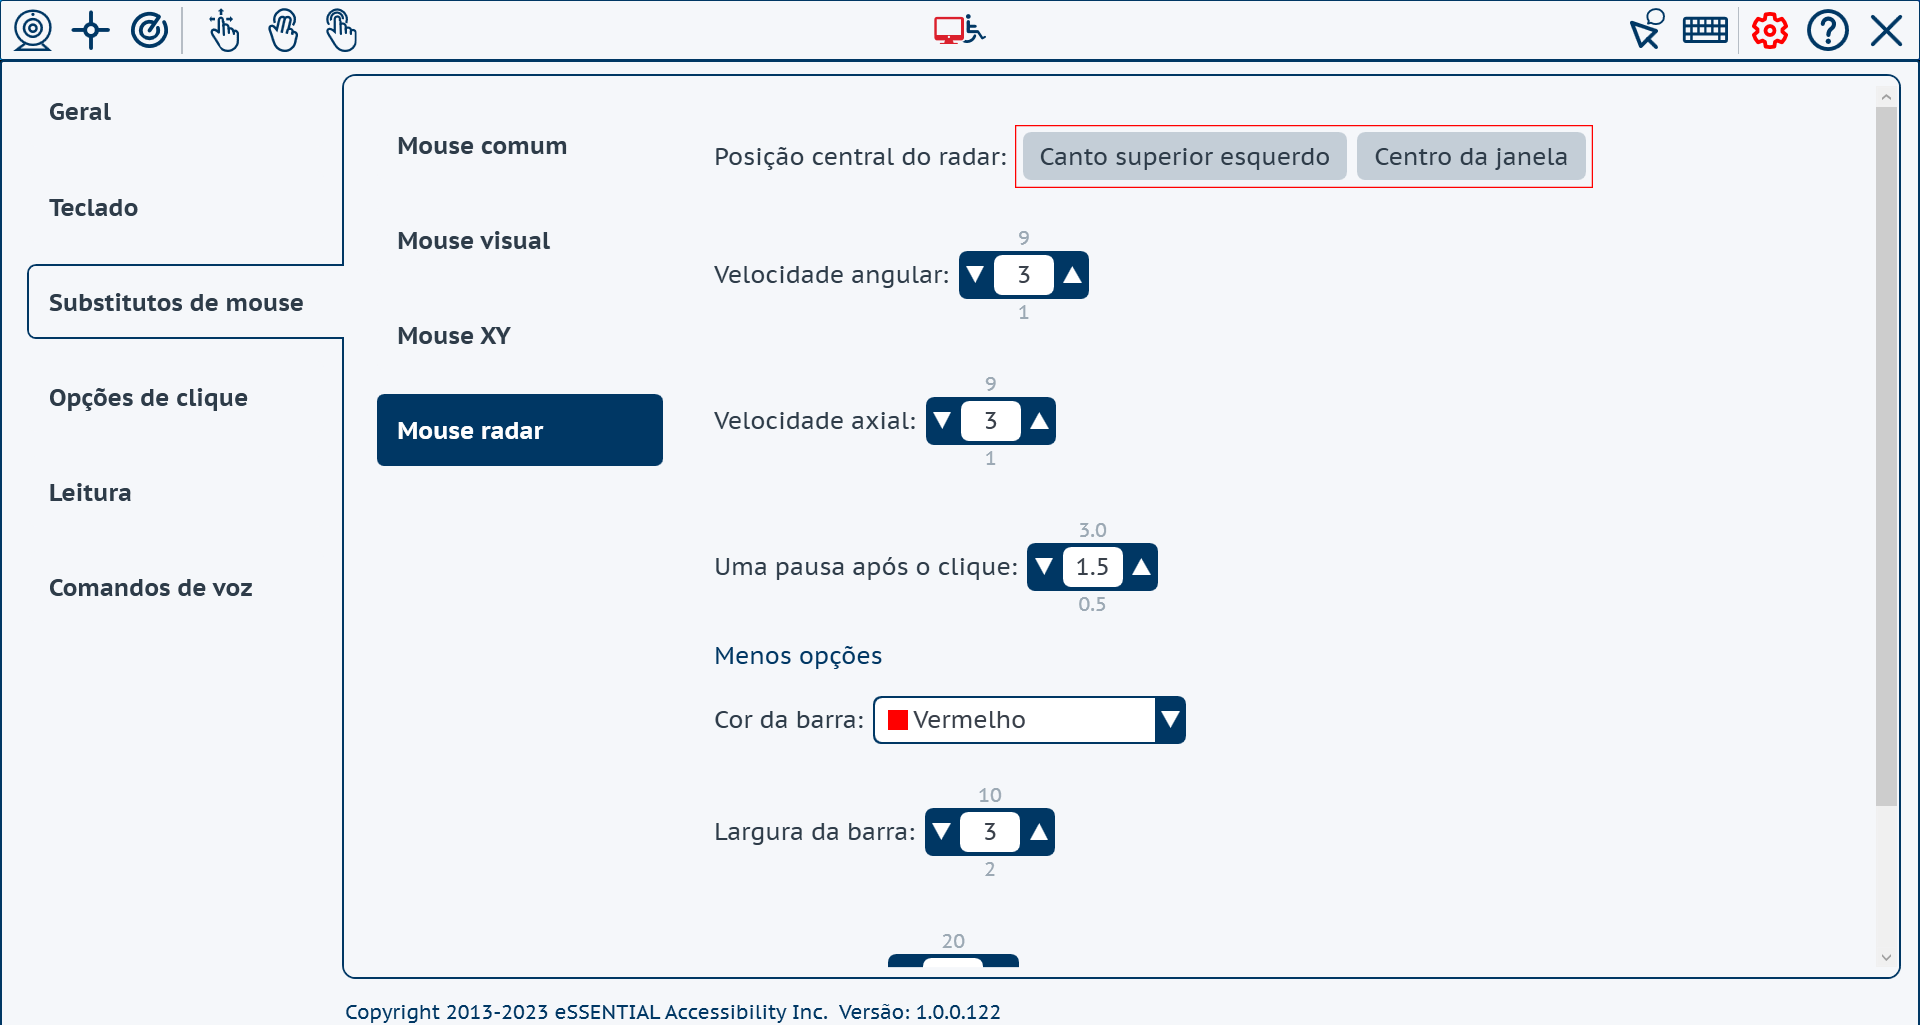 Geral
Teclado
Substitutos de mouse
Opções de clique
Leitura
Comandos de voz
Mouse comum
Mouse visual
Mouse XY
Mouse radar
Posição central do radar: Canto superior esquerdo Centro da janela
9
Velocidade angular: 3
1
9
Velocidade axial: 3
1
3.0
Uma pausa após o clique: 1.5
0.5
Menos opções
Cor da barra: Vermelho
10
Largura da barra: 3
2
20
Copyright 2013-2023 eSSENTIAL Accessibility Inc. Versão: 1.0.0.122